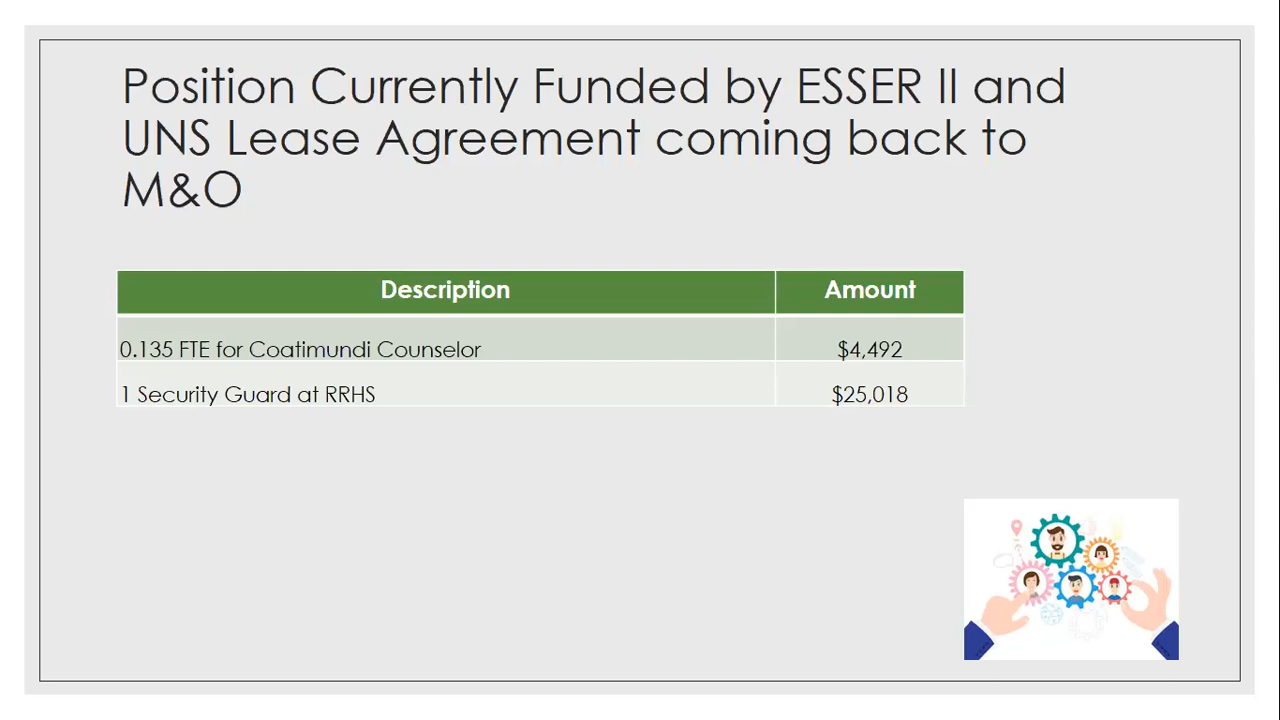 Position Currently Funded by ESSER II and
UNS Lease Agreement coming back to
M&O
Description Amount
0.135 FTE for Coatimundi Counselor $4,492
1 Security Guard at RRHS $25,018